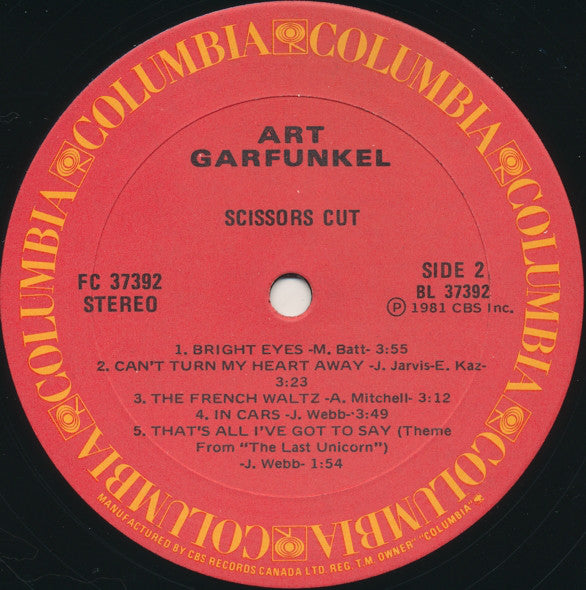 COLUMBIA COLUMBIA COLUMBIA COLUMBIA COLUMBIA COLUMBIA COLUMBIA COLUMBIA
ART
GARFUNKEL
SCISSORS CUT
FC 37392
STEREO
SIDE 2
BL 37392
Ⓟ 1981 CBS Inc.
1. BRIGHT EYES -M. Batt- 3:55
2. CAN'T TURN MY HEART AWAY -J. Jarvis-E. Kaz-
3:23
3. THE FRENCH WALTZ -A. Mitchell- 3:12
4. IN CARS -J. Webb- 3:49
5. THAT'S ALL I'VE GOT TO SAY (Theme
From "The Last Unicorn")
-J. Webb- 1:54
MANUFACTURED BY CBS RECORDS CANADA LTD. REG. T.M. OWNER "COLUMBIA"